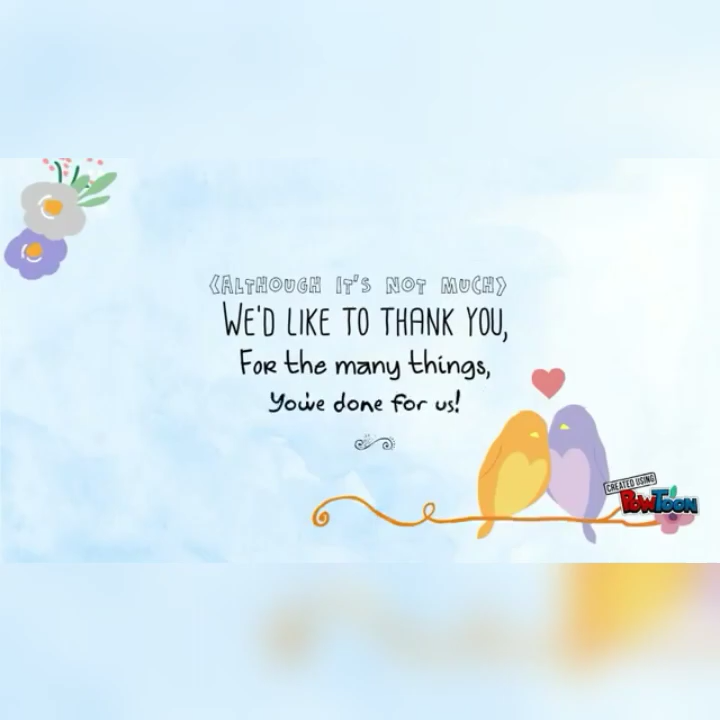 <ALTHOUGH IT'S NOT MUCH>
WE'D LIKE TO THANK YOU,
FOR the many things,
You've done for us!
CREATED USING
POWTOON